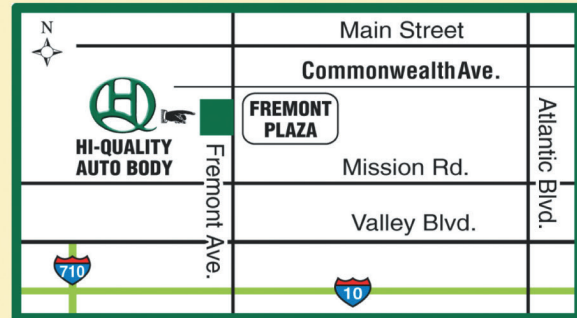 N
Main Street
CommonwealthAve.
HQ
FREMONT
PLAZA
HI-QUALITY
AUTO BODY
Fremont Ave.
Atlantic Blvd.
Mission Rd.
Valley Blvd.
710
10